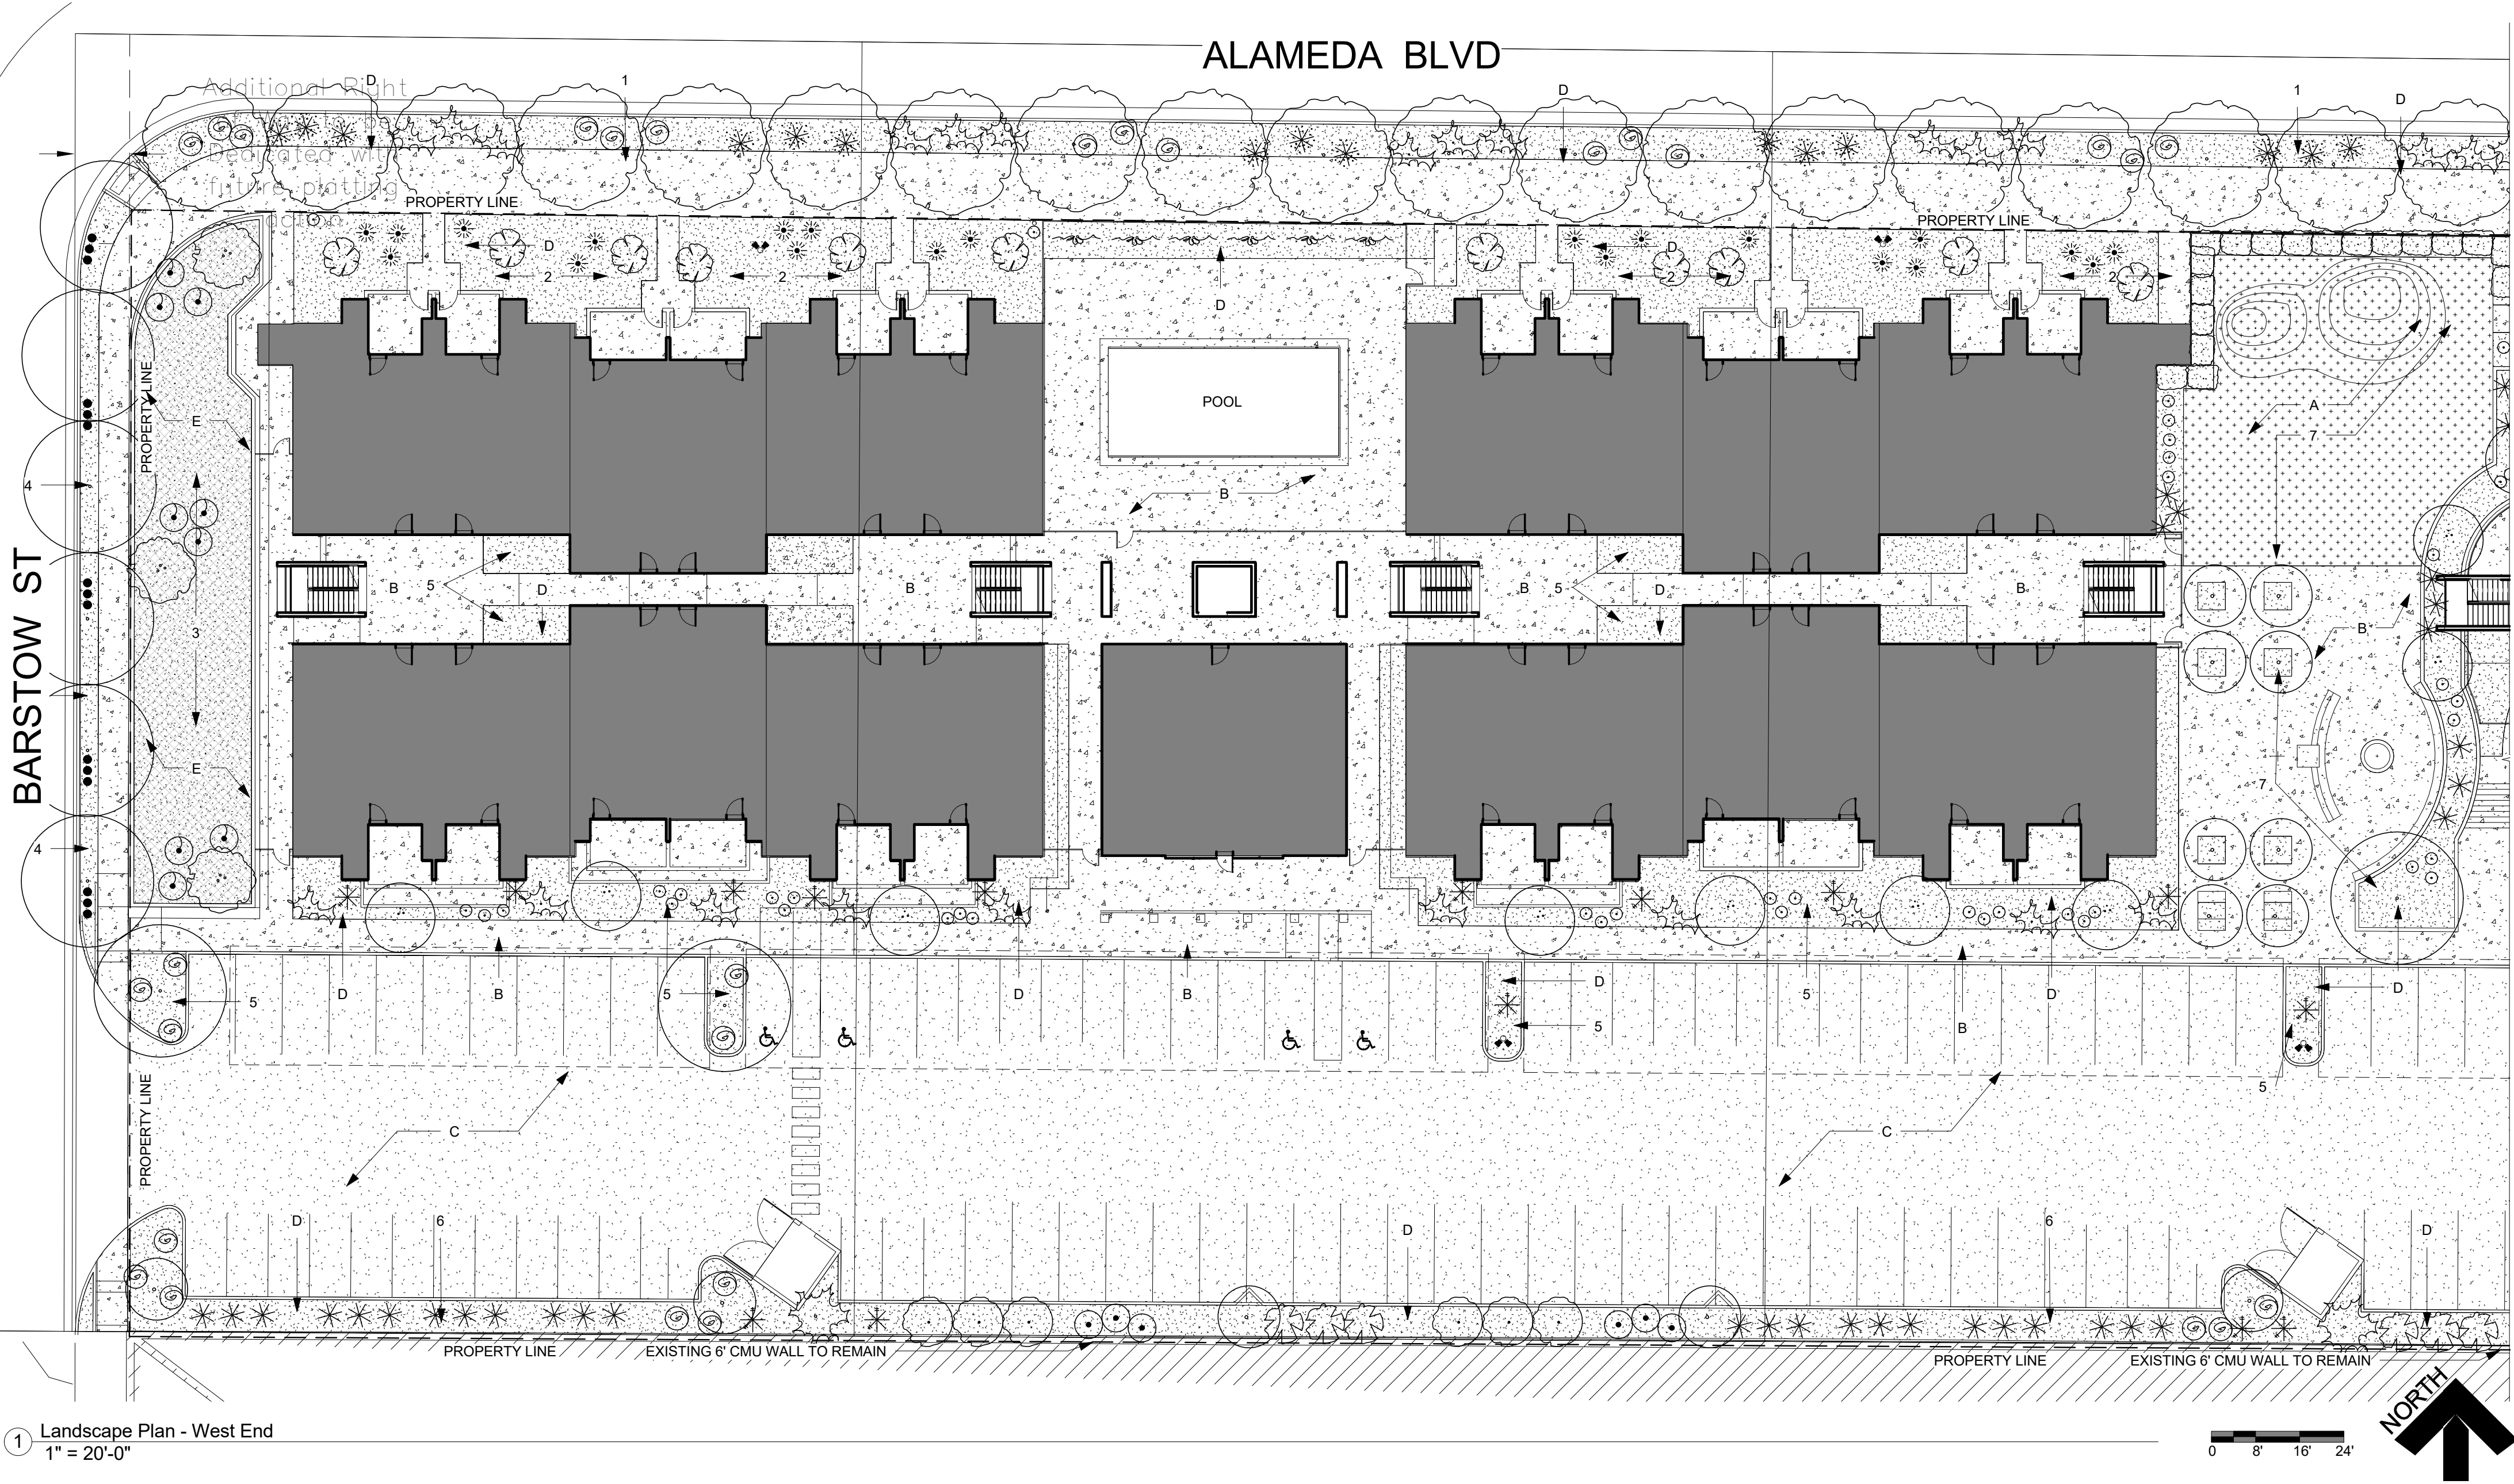 ALAMEDA BLVD
Additional Right
D
1
D
1
D
Dedicated with
future platting
action
PROPERTY LINE
PROPERTY LINE
D
D
2
2
2
2
D
PROPERTY LINE
E
POOL
A
7
B
4
BARSTOW ST
B
5
D
B
B
5
D
B
B
3
E
7
4
5
D
B
5
D
B
D
5
5
B
D
D
5
PROPERTY LINE
C
C
D
6
D
6
D
PROPERTY LINE
EXISTING 6' CMU WALL TO REMAIN
PROPERTY LINE
EXISTING 6' CMU WALL TO REMAIN
NORTH
1
Landscape Plan - West End
1" = 20'-0"
0 8' 16' 24'